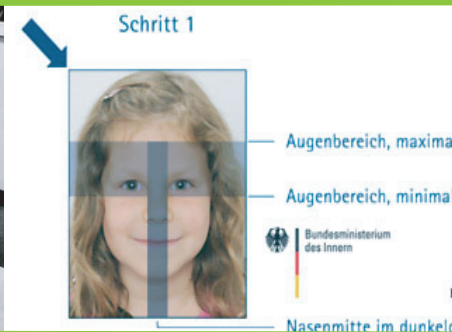 Schritt 1
Augenbereich, maxima
Augenbereich, minimal
Bundesministerium
des Innern
Nasenmitte im dunkel